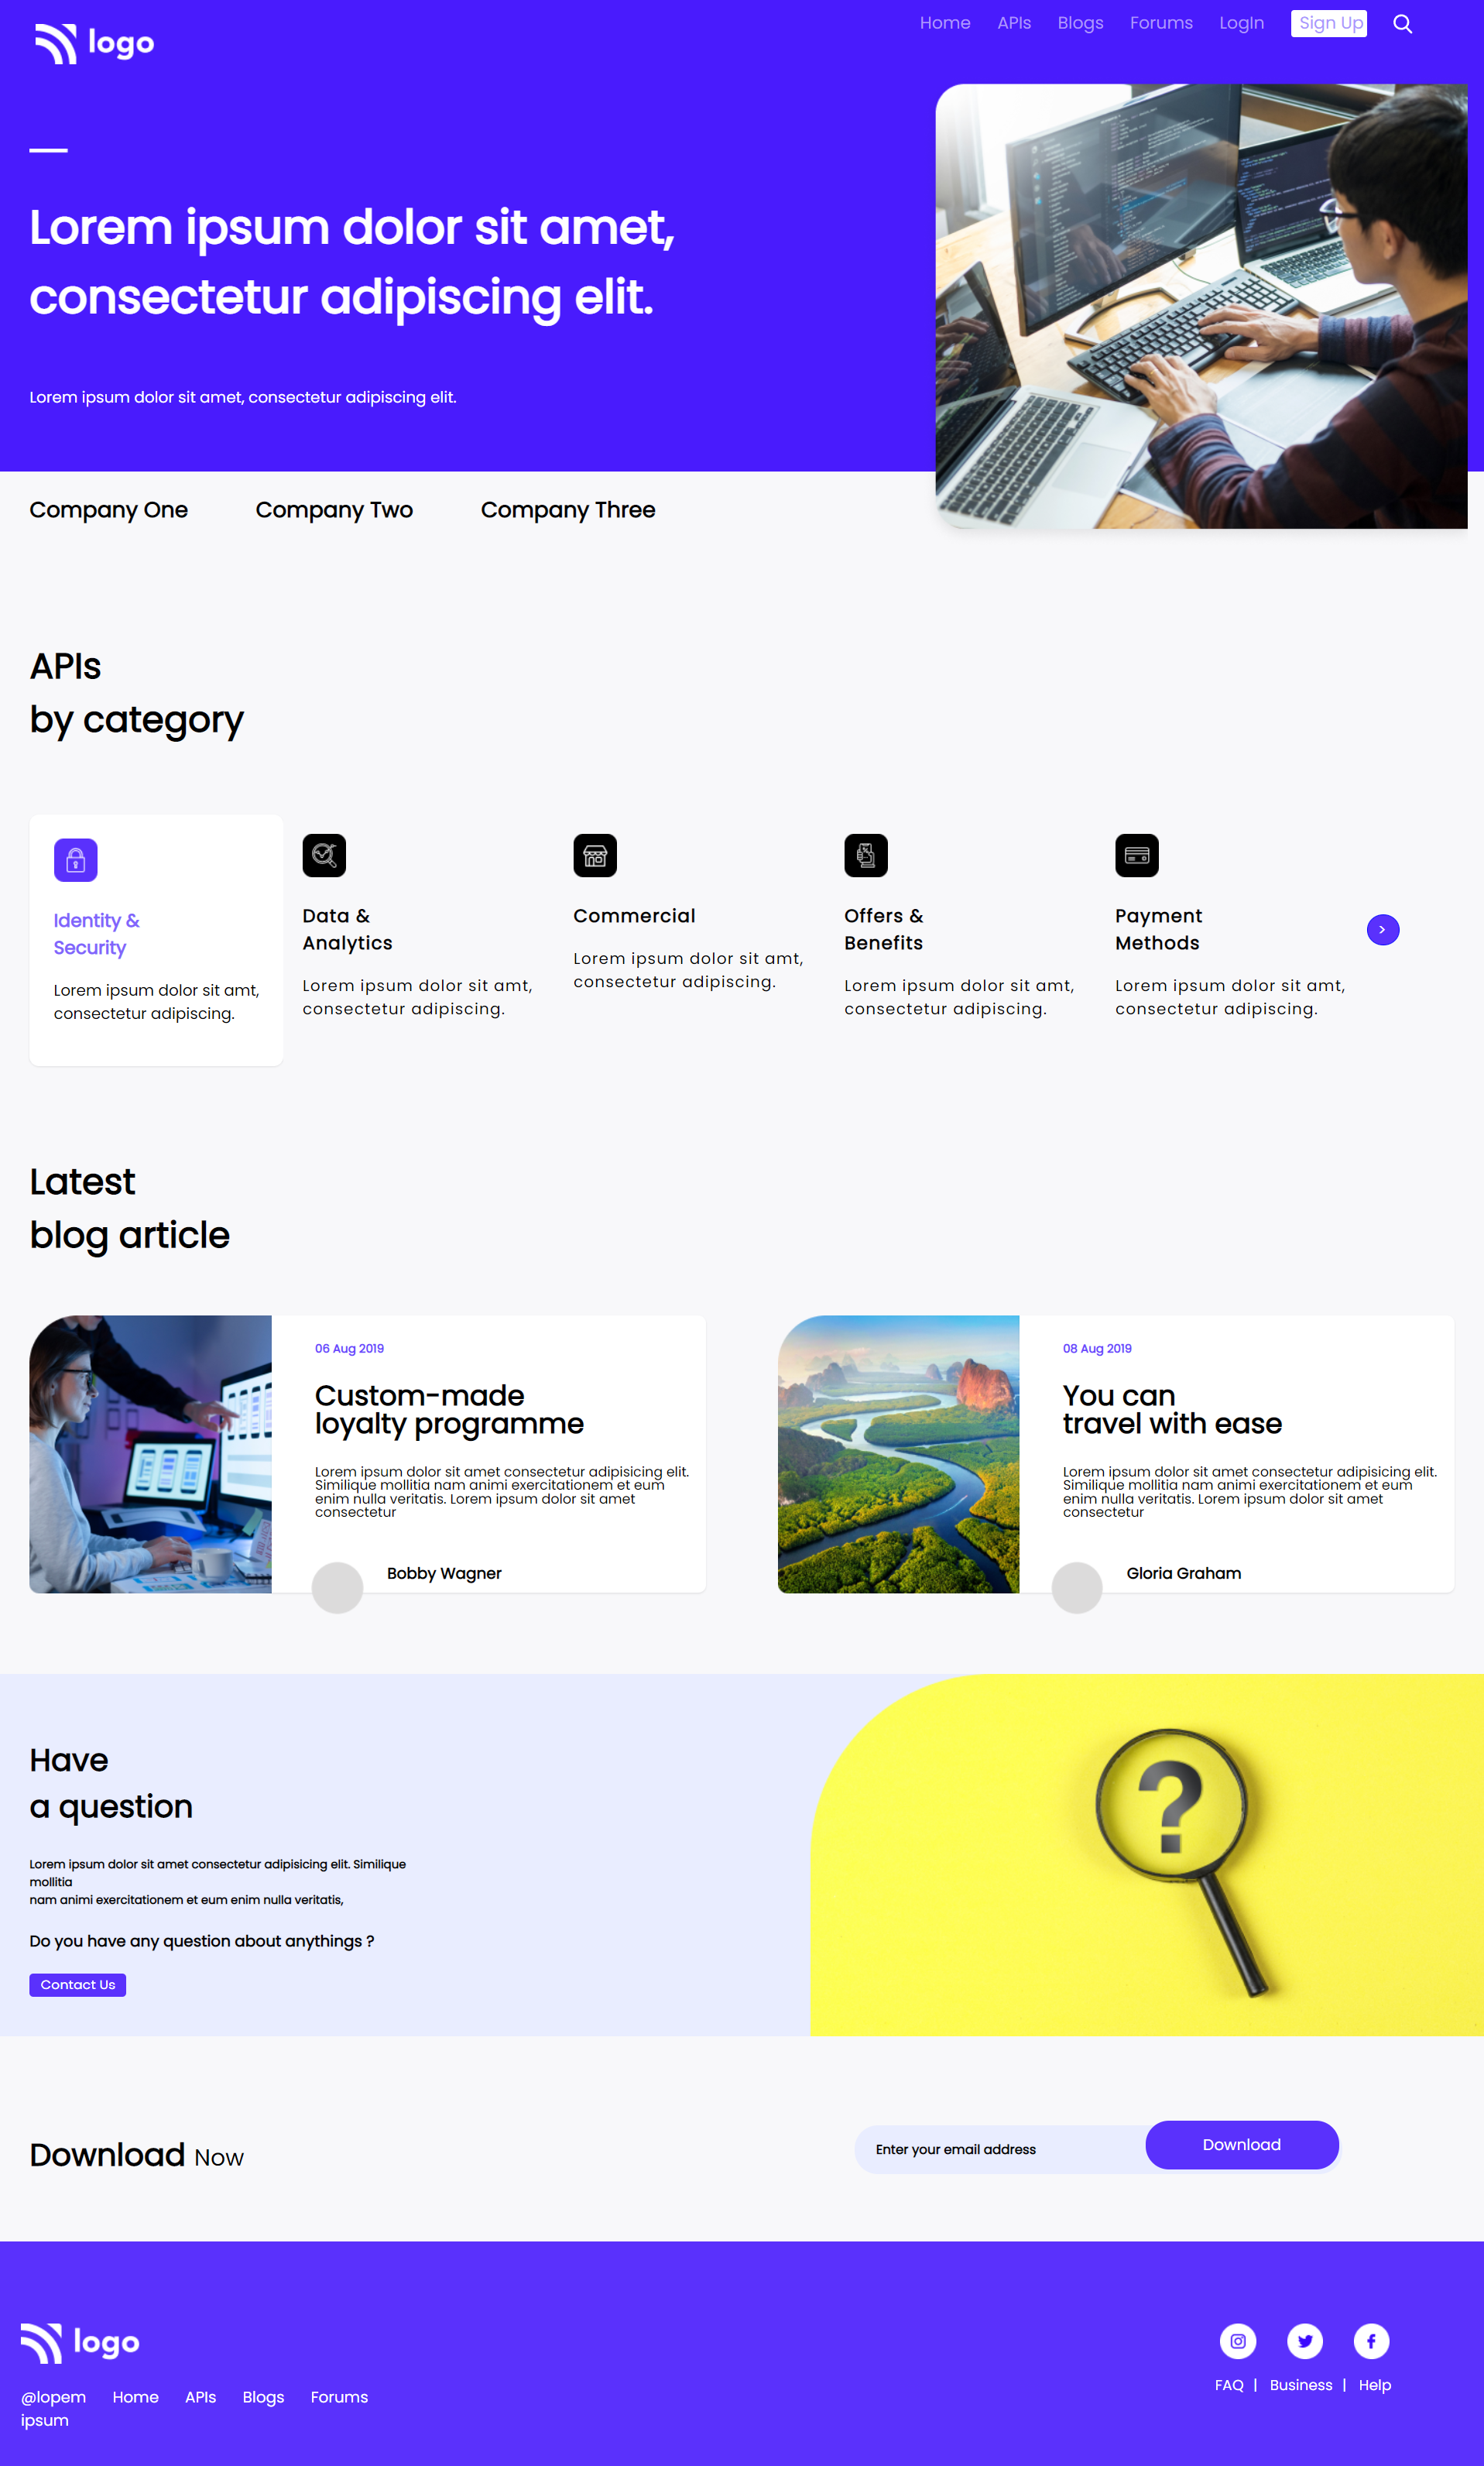 logo
Home APIs Blogs Forums LogIn Sign Up
Lorem ipsum dolor sit amet,
consectetur adipiscing elit.
Lorem ipsum dolor sit amet, consectetur adipiscing elit.
Company One Company Two Company Three
APIs
by category
Identity &
Security
Lorem ipsum dolor sit amt,
consectetur adipiscing.
Data &
Analytics
Lorem ipsum dolor sit amt,
consectetur adipiscing.
Commercial
Lorem ipsum dolor sit amt,
consectetur adipiscing.
Offers &
Benefits
Lorem ipsum dolor sit amt,
consectetur adipiscing.
Payment
Methods
Lorem ipsum dolor sit amt,
consectetur adipiscing.
>
Latest
blog article
06 Aug 2019
Custom-made
loyalty programme
Lorem ipsum dolor sit amet consectetur adipisicing elit.
Similique mollitia nam animi exercitationem et eum
enim nulla veritatis. Lorem ipsum dolor sit amet
consectetur
Bobby Wagner
08 Aug 2019
You can
travel with ease
Lorem ipsum dolor sit amet consectetur adipisicing elit.
Similique mollitia nam animi exercitationem et eum
enim nulla veritatis. Lorem ipsum dolor sit amet
consectetur
Gloria Graham
Have
a question
Lorem ipsum dolor sit amet consectetur adipisicing elit. Similique
mollitia
nam animi exercitationem et eum enim nulla veritatis,
Do you have any question about anythings ?
Contact Us
?
Download Now
Enter your email address
Download
logo
@lopem
ipsum
Home APIs Blogs Forums
FAQ | Business | Help